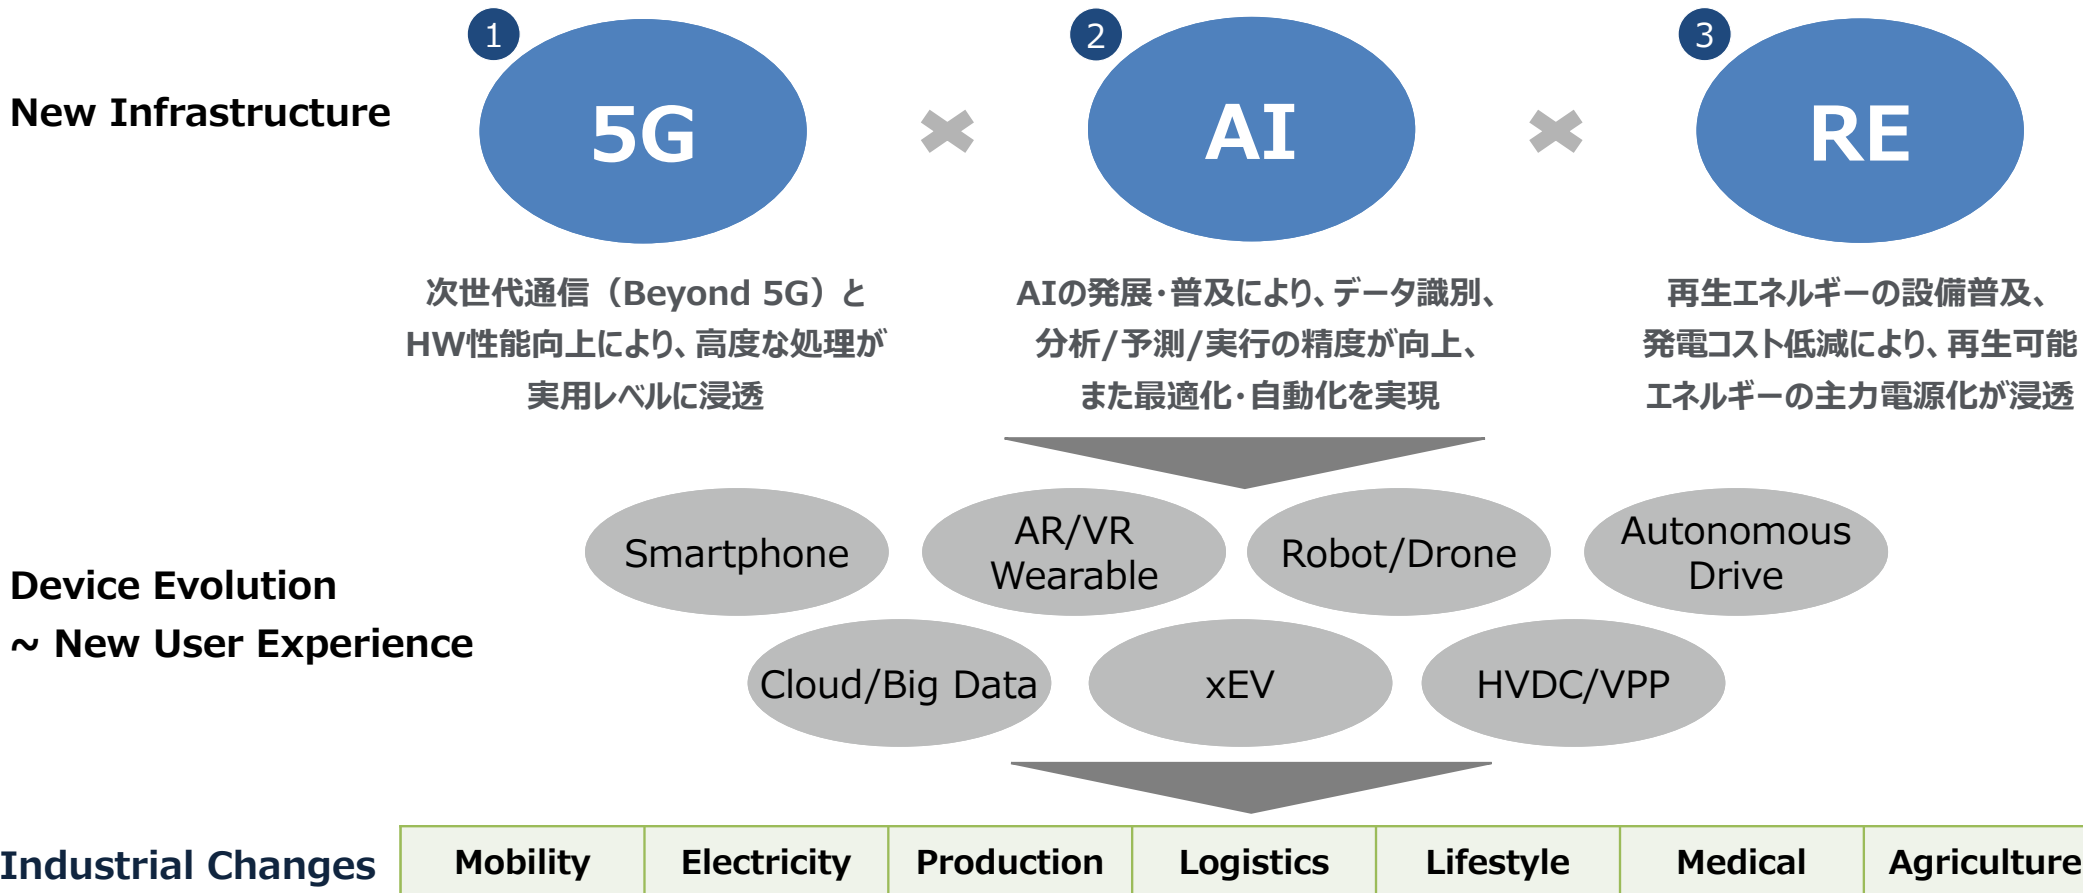 1
2
3
New Infrastructure
5G
AI
RE
次世代通信（Beyond 5G）と
HW性能向上により、高度な処理が
実用レベルに浸透
AIの発展・普及により、データ識別、
分析/予測/実行の精度が向上、
また最適化・自動化を実現
再生エネルギーの設備普及、
発電コスト低減により、再生可能
エネルギーの主力電源化が浸透
Device Evolution
~ New User Experience
Smartphone
AR/VR
Wearable
Robot/Drone
Autonomous
Drive
Cloud/Big Data
xEV
HVDC/VPP
Industrial Changes
Mobility
Electricity
Production
Logistics
Lifestyle
Medical
Agriculture